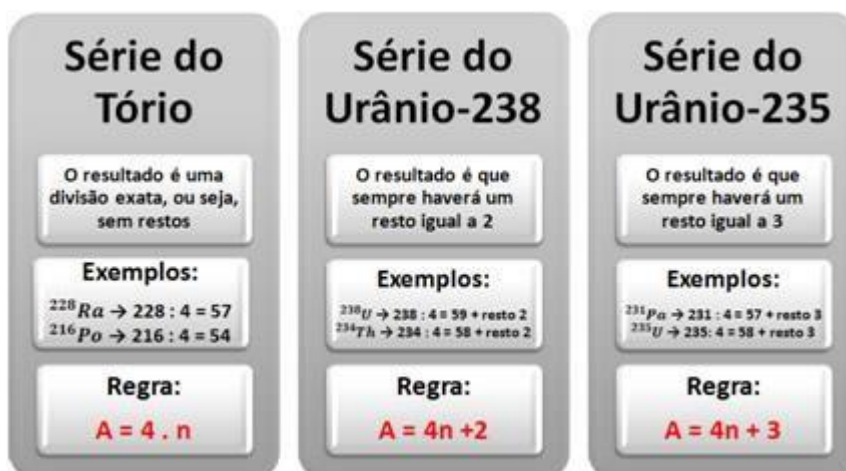 Série do
Tório
O resultado é uma
divisão exata, ou seja,
sem restos
Exemplos:
²²⁸Ra → 228 : 4 = 57
²¹⁶Po → 216 : 4 = 54
Regra:
A = 4 . n
Série do
Urânio-238
O resultado é que
sempre haverá um
resto igual a 2
Exemplos:
²³⁸U → 238 : 4 = 59 + resto 2
²³⁴Th → 234 : 4 = 58 + resto 2
Regra:
A = 4n +2
Série do
Urânio-235
O resultado é que
sempre haverá um
resto igual a 3
Exemplos:
²³¹Pa → 231 : 4 = 57 + resto 3
²³⁵U → 235: 4 = 58 + resto 3
Regra:
A = 4n + 3